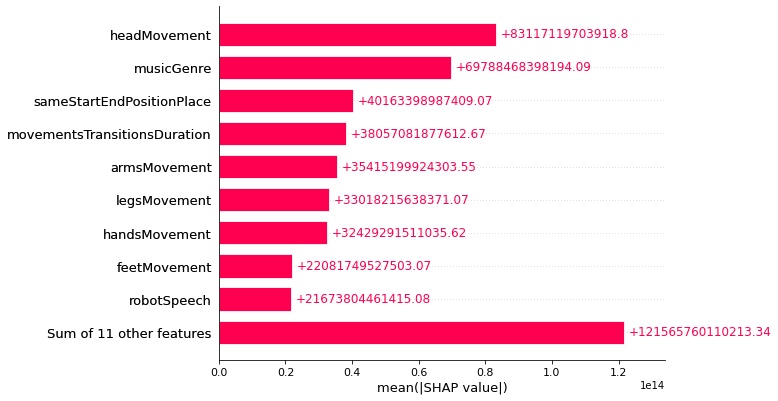 headMovement +83117119703918.8
musicGenre +69788468398194.09
sameStartEndPositionPlace +40163398987409.07
movementsTransitionsDuration +38057081877612.67
armsMovement +35415199924303.55
legsMovement +33018215638371.07
handsMovement +32429291511035.62
feetMovement +22081749527503.07
robotSpeech +21673804461415.08
Sum of 11 other features +121565760110213.34
0.0 0.2 0.4 0.6 0.8 1.0 1.2
1e14
mean(|SHAP value|)